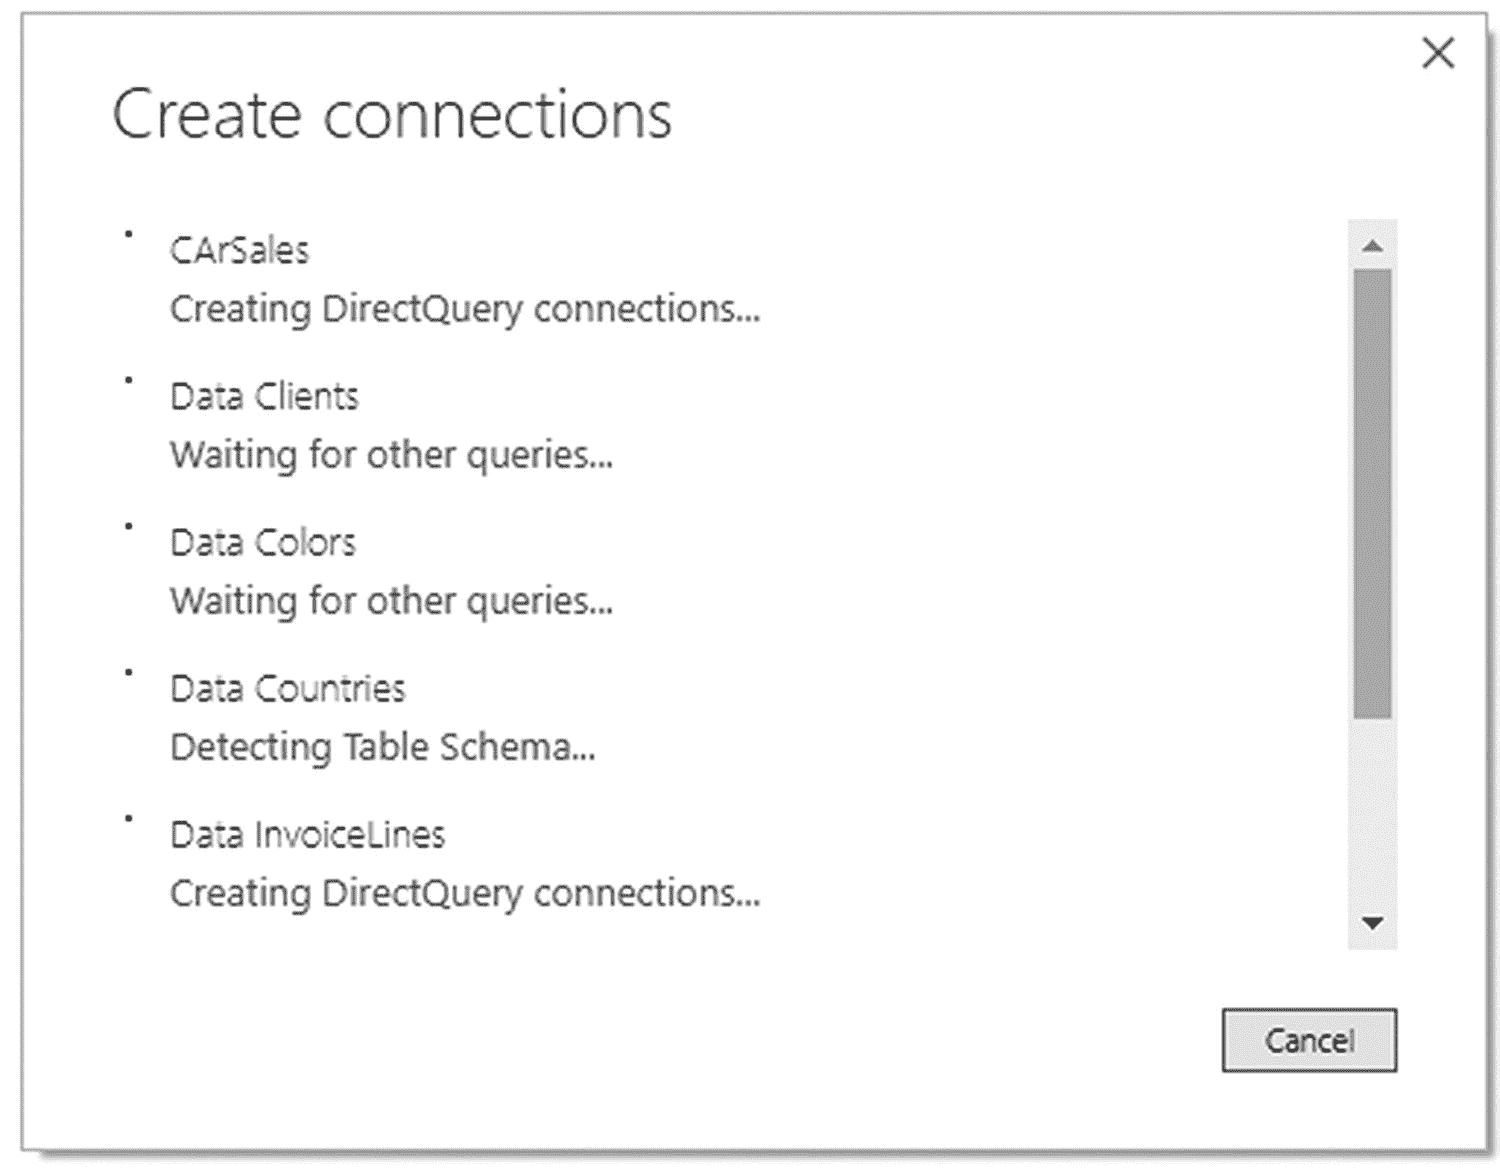 Create connections
CArSales
Creating DirectQuery connections...
Data Clients
Waiting for other queries...
Data Colors
Waiting for other queries...
Data Countries
Detecting Table Schema...
Data InvoiceLines
Creating DirectQuery connections...
Cancel